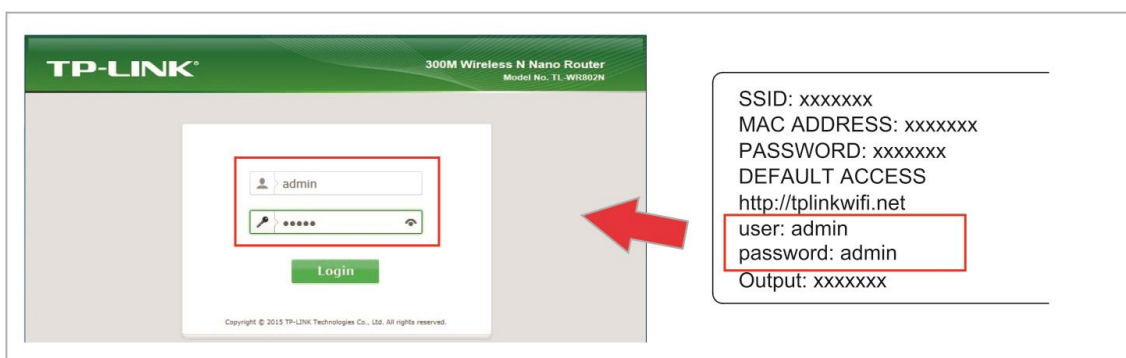 TP-LINK®
300M Wireless N Nano Router
Model No. TL-WR802N
admin
•••••
Login
Copyright © 2015 TP-LINK Technologies Co., Ltd. All rights reserved.
SSID: xxxxxxx
MAC ADDRESS: xxxxxxx
PASSWORD: xxxxxxx
DEFAULT ACCESS
http://tplinkwifi.net
user: admin
password: admin
Output: xxxxxxx